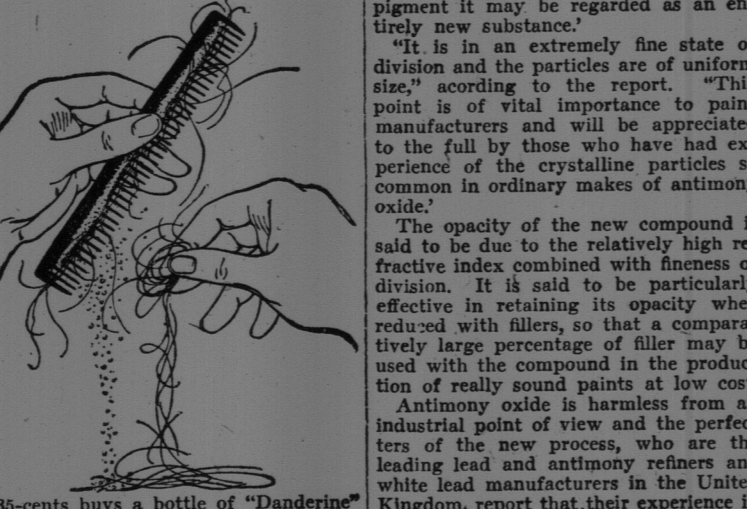 35-cents buys a bottle of "Danderine"
pigment it may be regarded as an en
tirely new substance.'
"It is in an extremely fine state o
division and the particles are of uniform
size," acording to the report. "Thi
point is of vital importance to pain
manufacturers and will be appreciate
to the full by those who have had ex
perience of the crystalline particles s
common in ordinary makes of antimon
oxide.'
The opacity of the new compound i
said to be due to the relatively high re
fractive index combined with fineness o
division. It is said to be particularl
effective in retaining its opacity whe
reduced with fillers, so that a compara
tively large percentage of filler may b
used with the compound in the produc
tion of really sound paints at low cos
Antimony oxide is harmless from a
industrial point of view and the perfec
ters of the new process, who are th
leading lead and antimony refiners an
white lead manufacturers in the Unite
Kingdom, report that their experience i